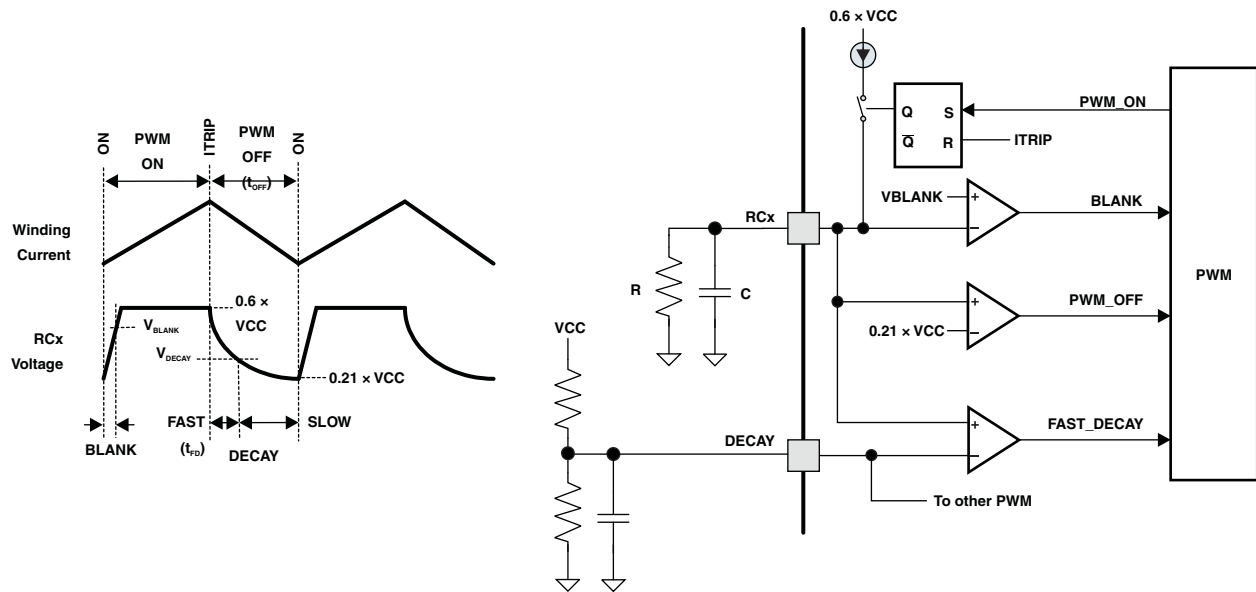 ON
PWM
ON
ITRIP
PWM
OFF
(tOFF)
ON
Winding
Current
RCx
Voltage
VBLANK
VDECAY
0.6 ×
VCC
0.21 × VCC
BLANK
FAST
(tFD)
DECAY
SLOW
0.6 × VCC
Q S
Q̅ R
PWM_ON
ITRIP
VBLANK
+
−
BLANK
RCx
R
C
+
−
0.21 × VCC
PWM_OFF
PWM
VCC
DECAY
+
−
FAST_DECAY
To other PWM